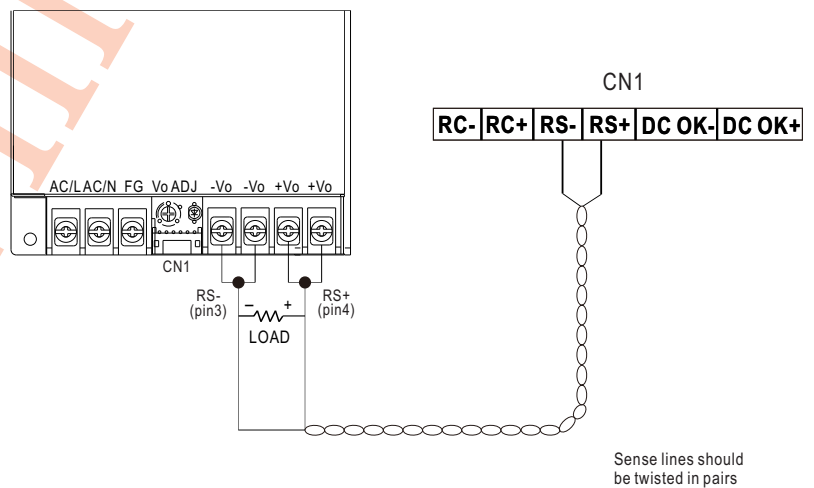 CN1
RC- RC+ RS- RS+ DC OK- DC OK+
AC/L AC/N FG Vo ADJ -Vo -Vo +Vo +Vo
CN1
RS-
(pin3)
- +
RS+
(pin4)
LOAD
Sense lines should
be twisted in pairs